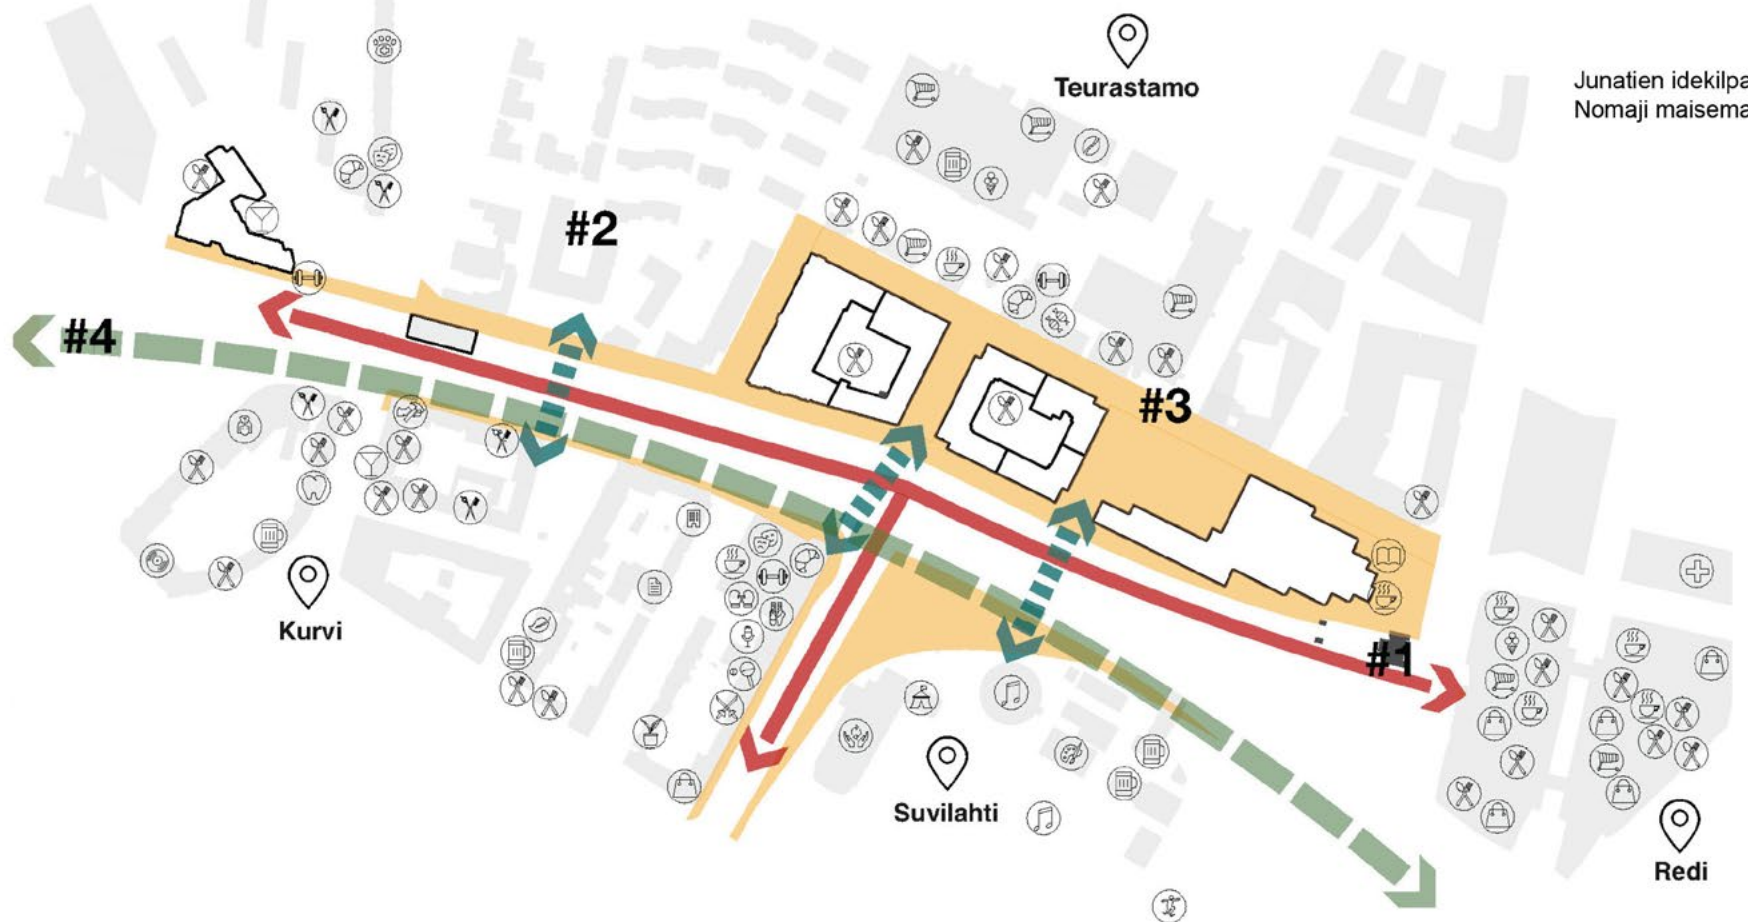 Teurastamo
Junatien idekilpa
Nomaji maisema
#2
#4
#3
Kurvi
#1
Suvilahti
Redi